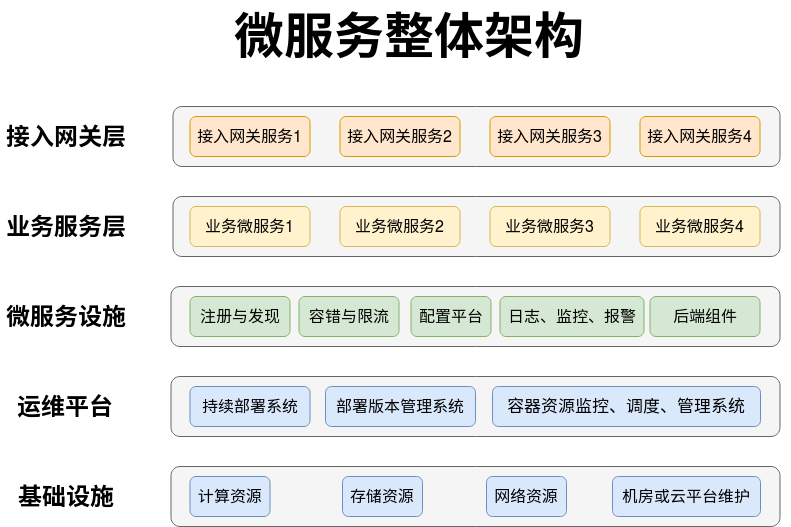 微服务整体架构
接入网关层
接入网关服务1 接入网关服务2 接入网关服务3 接入网关服务4
业务服务层
业务微服务1 业务微服务2 业务微服务3 业务微服务4
微服务设施
注册与发现 容错与限流 配置平台 日志、监控、报警 后端组件
运维平台
持续部署系统 部署版本管理系统 容器资源监控、调度、管理系统
基础设施
计算资源 存储资源 网络资源 机房或云平台维护